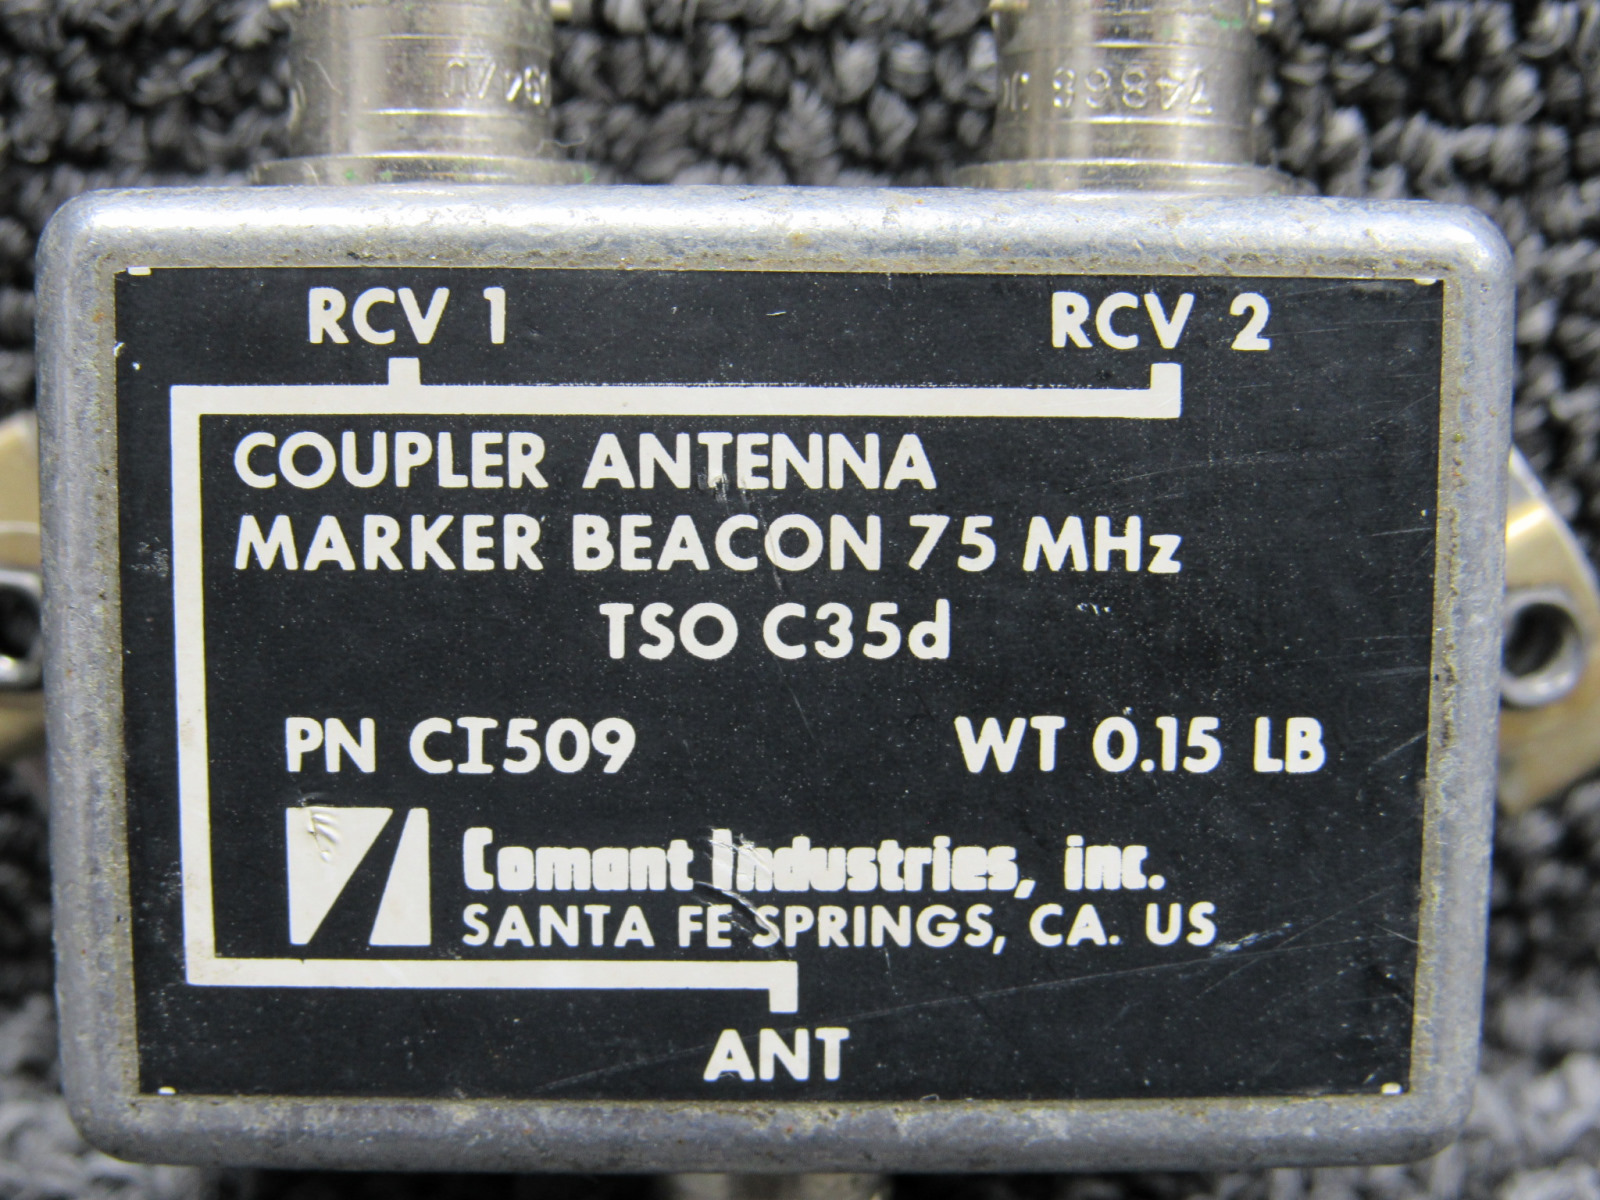 74868
RCV 1 RCV 2
COUPLER ANTENNA
MARKER BEACON 75 MHz
TSO C35d
PN CI509 WT 0.15 LB
Comant Industries, inc.
SANTA FE SPRINGS, CA. US
ANT